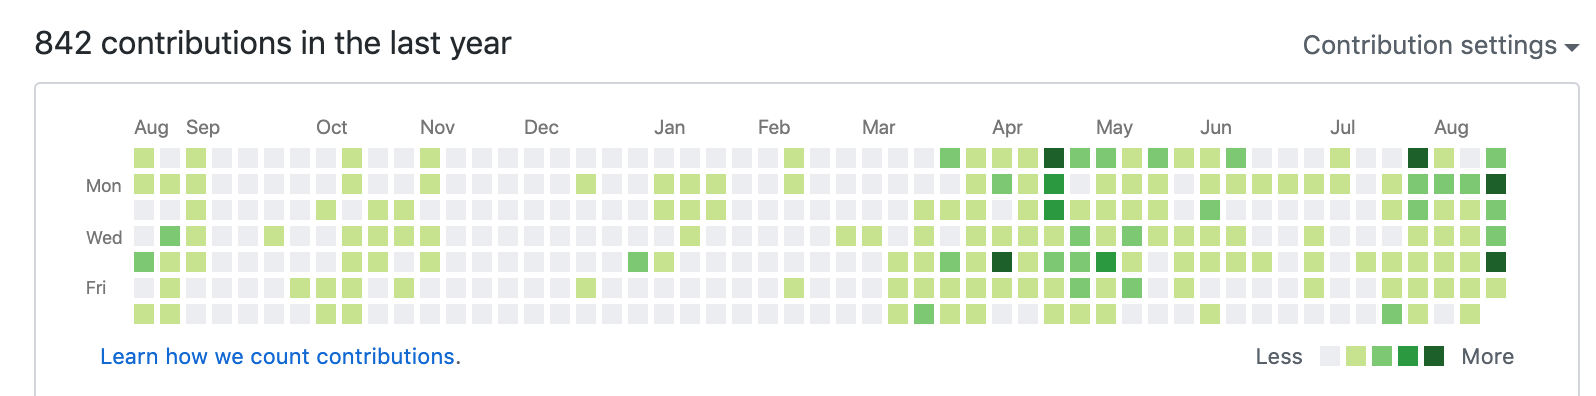 842 contributions in the last year
Contribution settings
Aug Sep Oct Nov Dec Jan Feb Mar Apr May Jun Jul Aug
Mon
Wed
Fri
Learn how we count contributions.
Less More